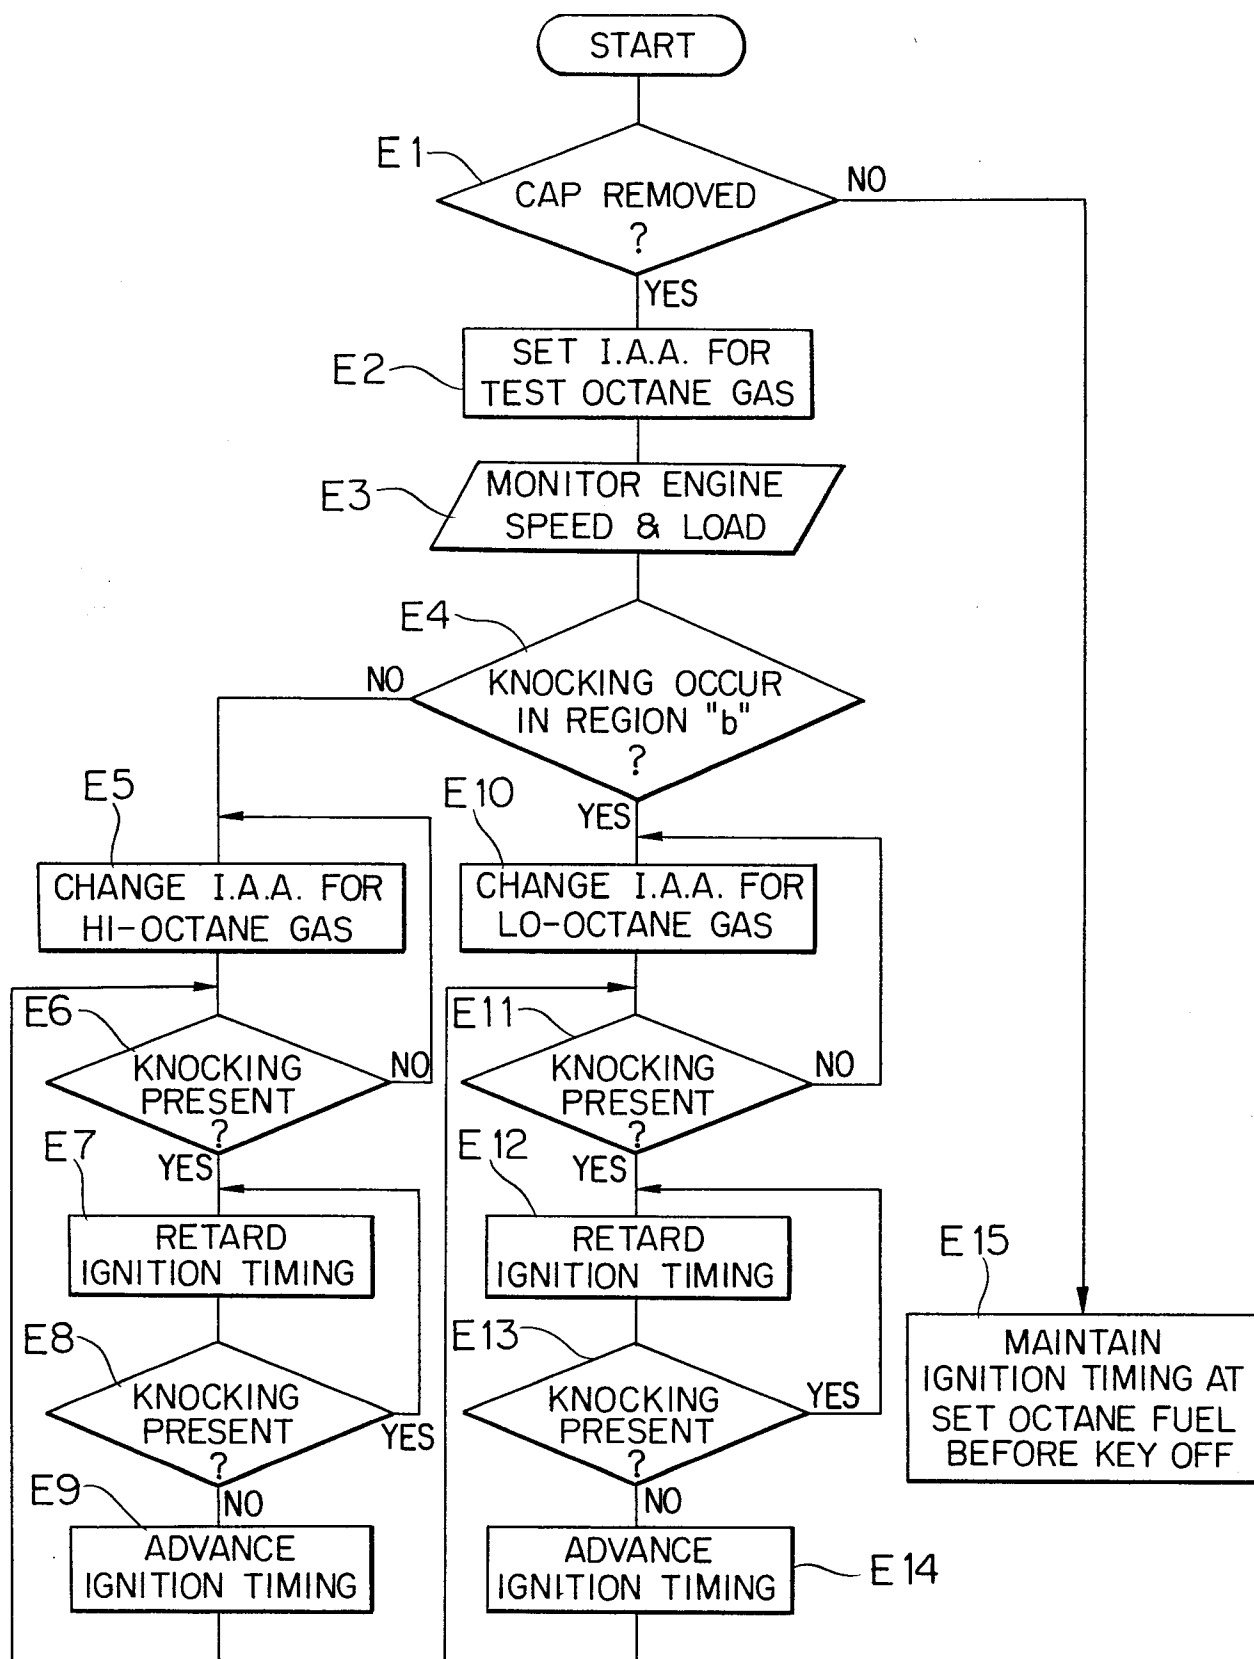 START
E1
CAP REMOVED
?
NO
YES
E2
SET I.A.A. FOR
TEST OCTANE GAS
E3
MONITOR ENGINE
SPEED & LOAD
E4
NO
KNOCKING OCCUR
IN REGION "b"
?
YES
E5
CHANGE I.A.A. FOR
HI-OCTANE GAS
E10
CHANGE I.A.A. FOR
LO-OCTANE GAS
E6
KNOCKING
PRESENT
?
NO
YES
E11
KNOCKING
PRESENT
?
NO
YES
E7
RETARD
IGNITION TIMING
E12
RETARD
IGNITION TIMING
E8
KNOCKING
PRESENT
?
YES
NO
E13
KNOCKING
PRESENT
?
YES
NO
E15
MAINTAIN
IGNITION TIMING AT
SET OCTANE FUEL
BEFORE KEY OFF
E9
ADVANCE
IGNITION TIMING
ADVANCE
IGNITION TIMING
E14